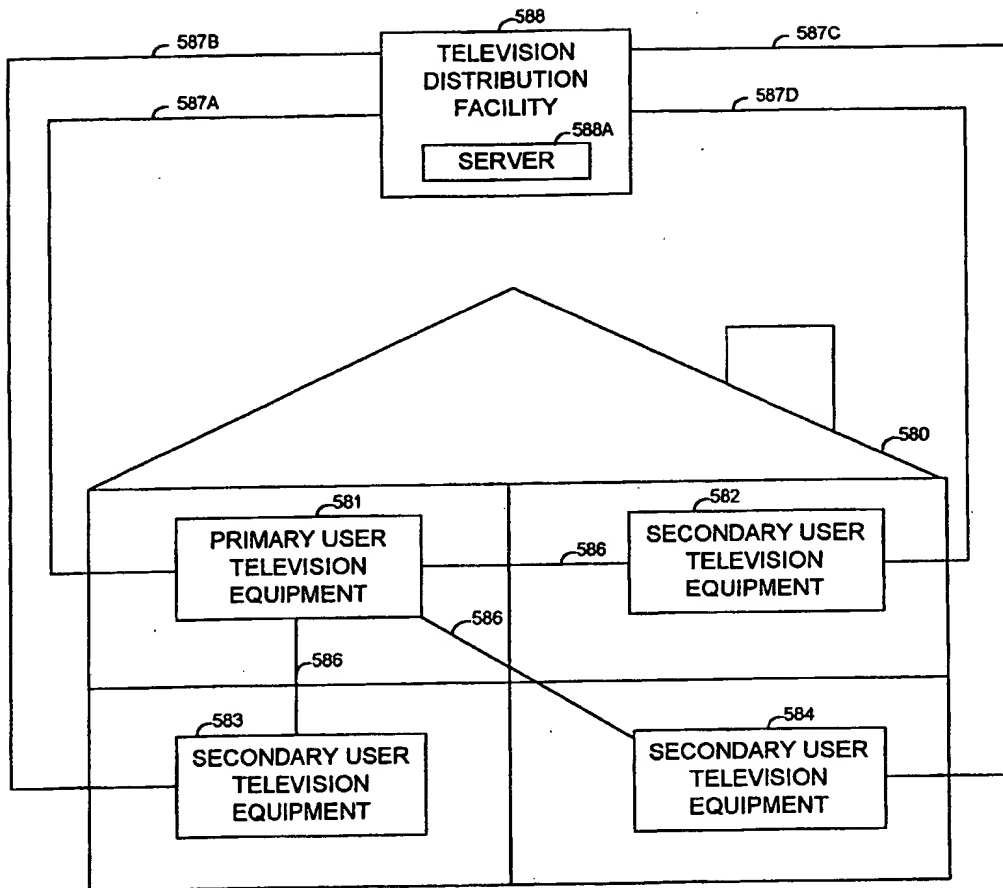 588
587B
587C
TELEVISION
DISTRIBUTION
FACILITY
587A
587D
588A
SERVER
580
581
582
PRIMARY USER
TELEVISION
EQUIPMENT
SECONDARY USER
TELEVISION
EQUIPMENT
586
586
586
583
584
SECONDARY USER
TELEVISION
EQUIPMENT
SECONDARY USER
TELEVISION
EQUIPMENT